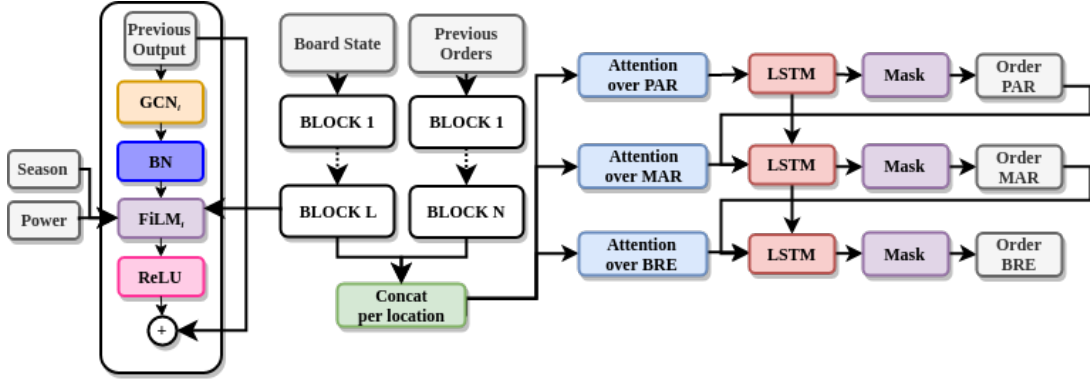 Previous
Output
GCNₗ
BN
Season
Power
FiLMₗ
ReLU
+
Board State
Previous
Orders
BLOCK 1
BLOCK 1
BLOCK L
BLOCK N
Concat
per location
Attention
over PAR
LSTM
Mask
Order
PAR
Attention
over MAR
LSTM
Mask
Order
MAR
Attention
over BRE
LSTM
Mask
Order
BRE